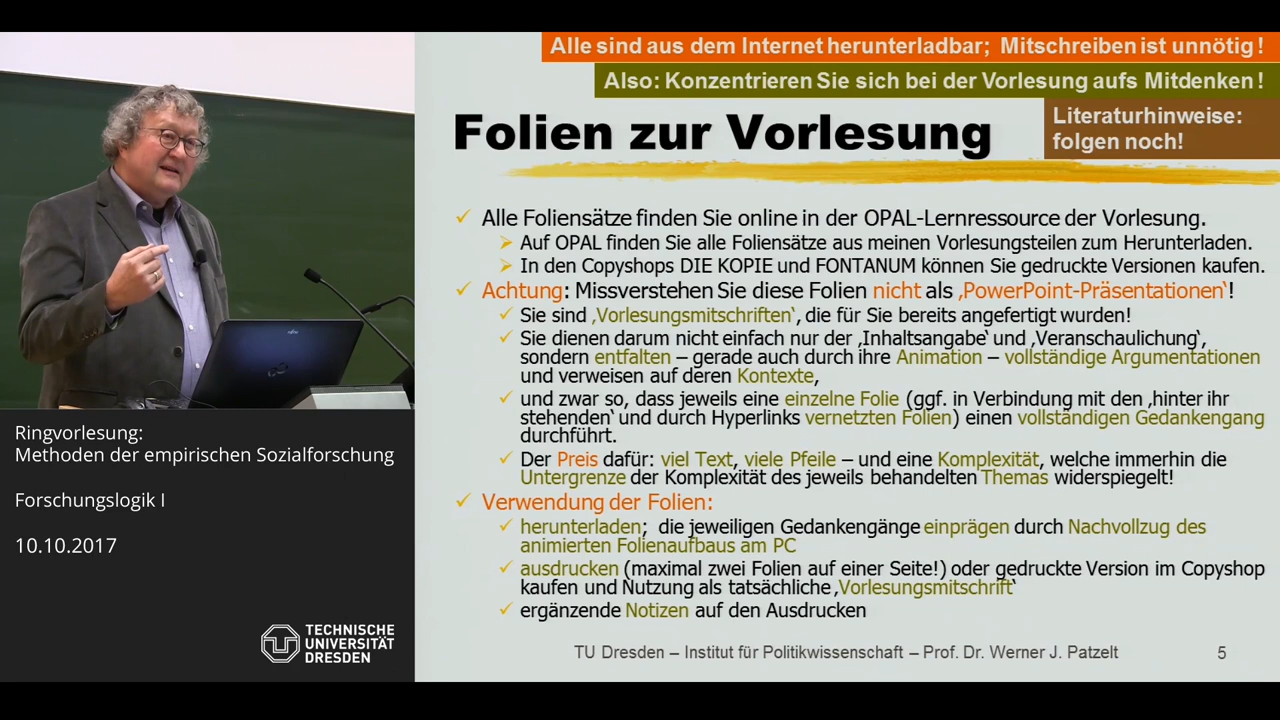 Alle sind aus dem Internet herunterladbar; Mitschreiben ist unnötig !
Also: Konzentrieren Sie sich bei der Vorlesung aufs Mitdenken !
Literaturhinweise:
folgen noch!
Folien zur Vorlesung
Alle Foliensätze finden Sie online in der OPAL-Lernressource der Vorlesung.
Auf OPAL finden Sie alle Foliensätze aus meinen Vorlesungsteilen zum Herunterladen.
In den Copyshops DIE KOPIE und FONTANUM können Sie gedruckte Versionen kaufen.
Achtung: Missverstehen Sie diese Folien nicht als ‚PowerPoint-Präsentationen‘!
Sie sind ‚Vorlesungsmitschriften‘, die für Sie bereits angefertigt wurden!
Sie dienen darum nicht einfach nur der ‚Inhaltsangabe‘ und ‚Veranschaulichung‘,
sondern entfalten – gerade auch durch ihre Animation – vollständige Argumentationen
und verweisen auf deren Kontexte,
und zwar so, dass jeweils eine einzelne Folie (ggf. in Verbindung mit den ‚hinter ihr
stehenden‘ und durch Hyperlinks vernetzten Folien) einen vollständigen Gedankengang
durchführt.
Der Preis dafür: viel Text, viele Pfeile – und eine Komplexität, welche immerhin die
Untergrenze der Komplexität des jeweils behandelten Themas widerspiegelt!
Verwendung der Folien:
herunterladen; die jeweiligen Gedankengänge einprägen durch Nachvollzug des
animierten Folienaufbaus am PC
ausdrucken (maximal zwei Folien auf einer Seite!) oder gedruckte Version im Copyshop
kaufen und Nutzung als tatsächliche ‚Vorlesungsmitschrift‘
ergänzende Notizen auf den Ausdrucken
TU Dresden – Institut für Politikwissenschaft – Prof. Dr. Werner J. Patzelt 5
Ringvorlesung:
Methoden der empirischen Sozialforschung
Forschungslogik I
10.10.2017
TECHNISCHE
UNIVERSITÄT
DRESDEN